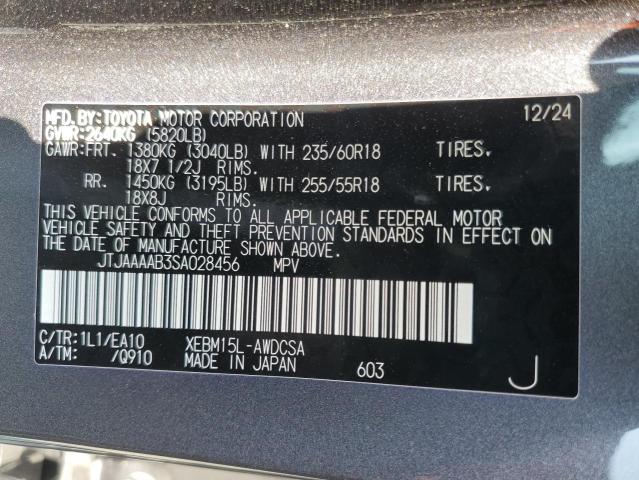 MFD.BY:TOYOTA MOTOR CORPORATION 12/24
GVWR:2640KG (5820LB)
GAWR:FRT. 1380KG (3040LB) WITH 235/60R18 TIRES.
18X7 1/2J RIMS.
RR. 1450KG (3195LB) WITH 255/55R18 TIRES.
18X8J RIMS.
THIS VEHICLE CONFORMS TO ALL APPLICABLE FEDERAL MOTOR
VEHICLE SAFETY AND THEFT PREVENTION STANDARDS IN EFFECT ON
THE DATE OF MANUFACTURE SHOWN ABOVE.
JTJAAAAB3SA028456 MPV
C/TR:1L1/EA10 XEBM15L-AWDCSA
A/TM: /Q910 MADE IN JAPAN 603 J